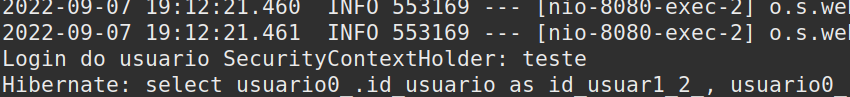 2022-09-07 19:12:21.460  INFO 553169 --- [nio-8080-exec-2] o.s.we
2022-09-07 19:12:21.461  INFO 553169 --- [nio-8080-exec-2] o.s.we
Login do usuario SecurityContextHolder: teste
Hibernate: select usuario0_.id_usuario as id_usuar1_2_, usuario0_